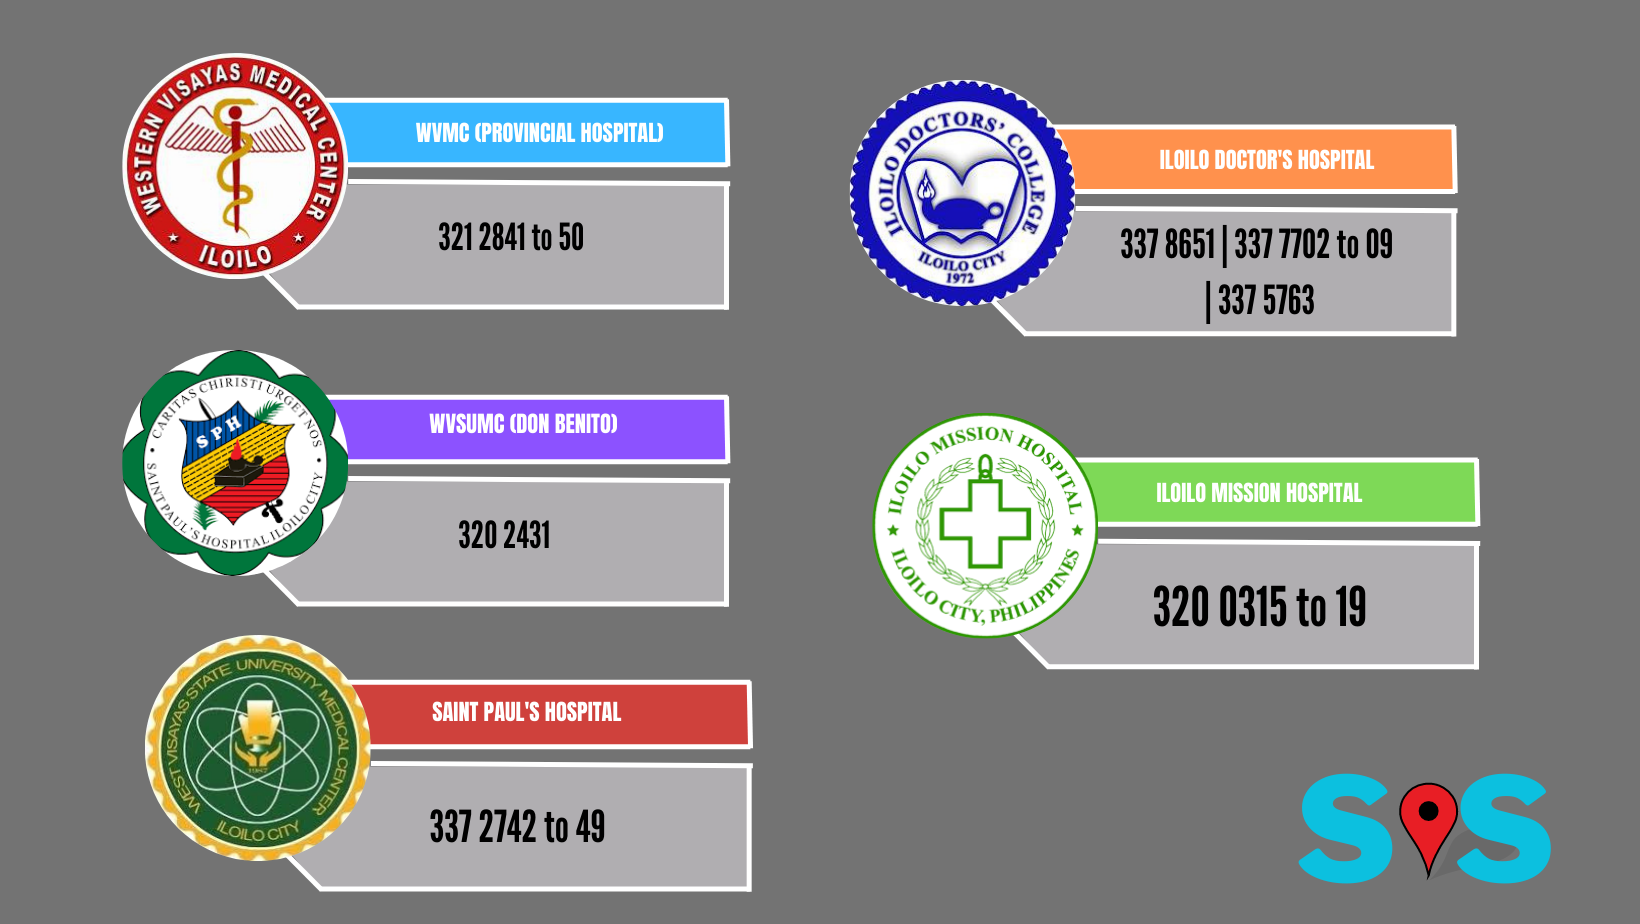 WESTERN VISAYAS MEDICAL CENTER
ILOILO
WVMC (PROVINCIAL HOSPITAL)
321 2841 to 50
CARITAS CHIRISTI URGET NOS
SPH
SAINT PAUL'S HOSPITAL ILOILO CITY
WVSUMC (DON BENITO)
320 2431
WEST VISAYAS STATE UNIVERSITY MEDICAL CENTER
ILOILO CITY
SAINT PAUL'S HOSPITAL
337 2742 to 49
ILOILO DOCTORS' COLLEGE
ILOILO CITY
1972
ILOILO DOCTOR'S HOSPITAL
337 8651 | 337 7702 to 09
| 337 5763
ILOILO MISSION HOSPITAL
ILOILO CITY, PHILIPPINES
ILOILO MISSION HOSPITAL
320 0315 to 19
SOS